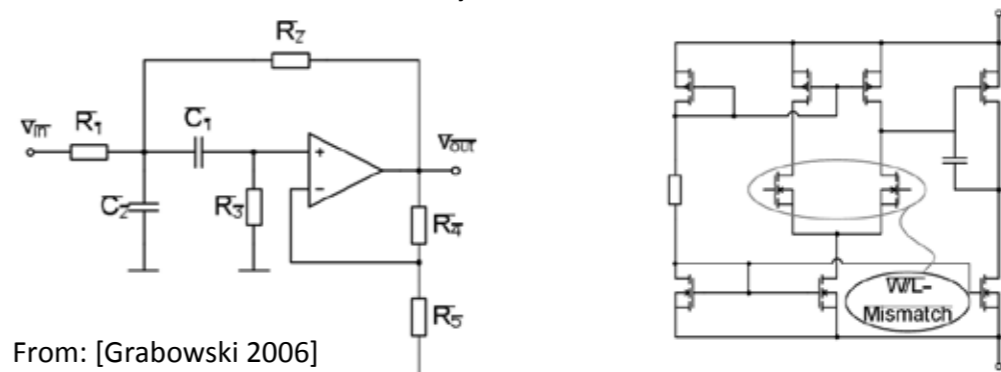 R2
R1
C1
VIN
VOUT
+
−
C2
R3
R4
R5
W/L-
Mismatch
From: [Grabowski 2006]